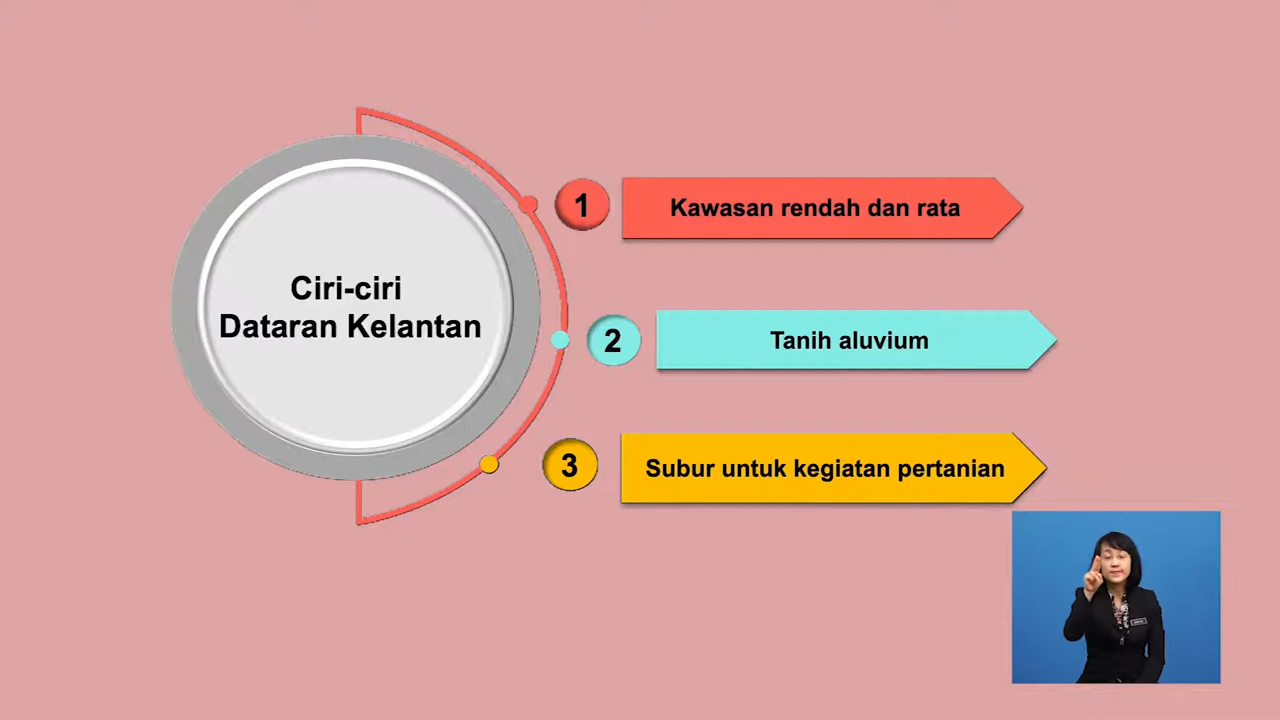 Ciri-ciri
Dataran Kelantan
1
Kawasan rendah dan rata
2
Tanih aluvium
3
Subur untuk kegiatan pertanian